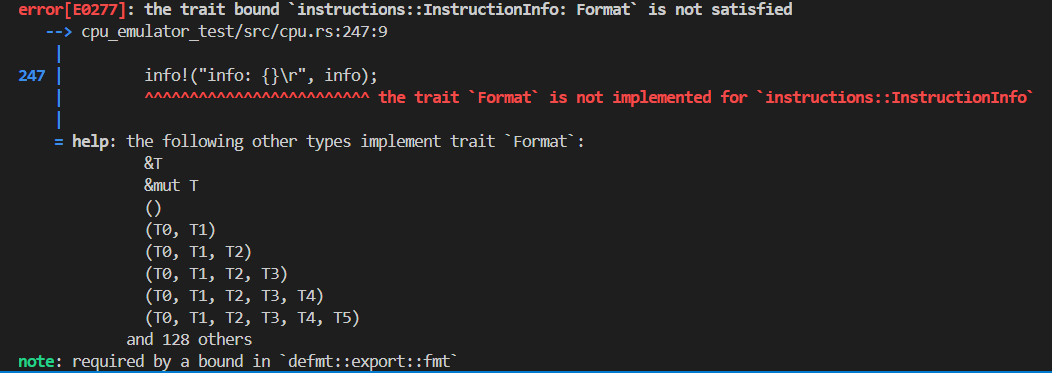 error[E0277]: the trait bound `instructions::InstructionInfo: Format` is not satisfied
   --> cpu_emulator_test/src/cpu.rs:247:9
    |
247 |         info!("info: {}\r", info);
    |         ^^^^^^^^^^^^^^^^^^^^^^^^^ the trait `Format` is not implemented for `instructions::InstructionInfo`
    |
    = help: the following other types implement trait `Format`:
              &T
              &mut T
              ()
              (T0, T1)
              (T0, T1, T2)
              (T0, T1, T2, T3)
              (T0, T1, T2, T3, T4)
              (T0, T1, T2, T3, T4, T5)
            and 128 others
note: required by a bound in `defmt::export::fmt`